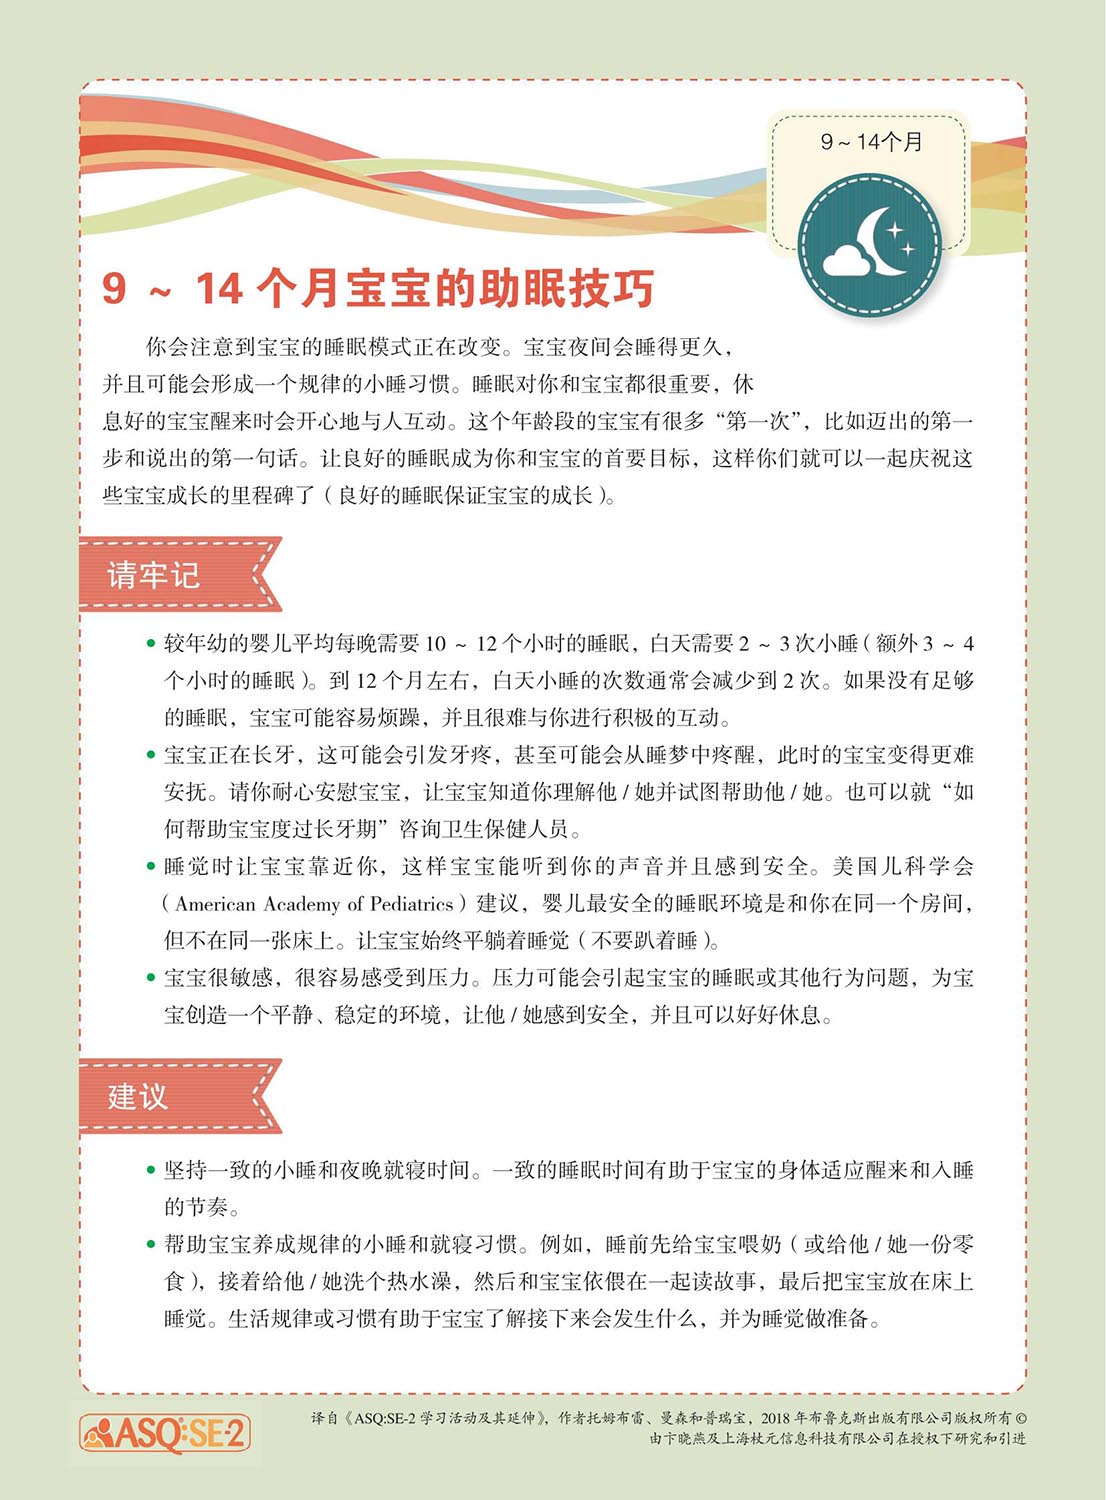 9～14个月
9 ～ 14 个月宝宝的助眠技巧
你会注意到宝宝的睡眠模式正在改变。宝宝夜间会睡得更久，
并且可能会形成一个规律的小睡习惯。睡眠对你和宝宝都很重要，休
息好的宝宝醒来时会开心地与人互动。这个年龄段的宝宝有很多“第一次”，比如迈出的第一
步和说出的第一句话。让良好的睡眠成为你和宝宝的首要目标，这样你们就可以一起庆祝这
些宝宝成长的里程碑了（良好的睡眠保证宝宝的成长）。
请牢记
• 较年幼的婴儿平均每晚需要 10 ～ 12 个小时的睡眠，白天需要 2 ～ 3 次小睡（额外 3 ～ 4
个小时的睡眠）。到 12 个月左右，白天小睡的次数通常会减少到 2 次。如果没有足够
的睡眠，宝宝可能容易烦躁，并且很难与你进行积极的互动。
• 宝宝正在长牙，这可能会引发牙疼，甚至可能会从睡梦中疼醒，此时的宝宝变得更难
安抚。请你耐心安慰宝宝，让宝宝知道你理解他 / 她并试图帮助他 / 她。也可以就“如
何帮助宝宝度过长牙期”咨询卫生保健人员。
• 睡觉时让宝宝靠近你，这样宝宝能听到你的声音并且感到安全。美国儿科学会
（American Academy of Pediatrics）建议，婴儿最安全的睡眠环境是和你在同一个房间，
但不在同一张床上。让宝宝始终平躺着睡觉（不要趴着睡）。
• 宝宝很敏感，很容易感受到压力。压力可能会引起宝宝的睡眠或其他行为问题，为宝
宝创造一个平静、稳定的环境，让他 / 她感到安全，并且可以好好休息。
建议
• 坚持一致的小睡和夜晚就寝时间。一致的睡眠时间有助于宝宝的身体适应醒来和入睡
的节奏。
• 帮助宝宝养成规律的小睡和就寝习惯。例如，睡前先给宝宝喂奶（或给他 / 她一份零
食），接着给他 / 她洗个热水澡，然后和宝宝依偎在一起读故事，最后把宝宝放在床上
睡觉。生活规律或习惯有助于宝宝了解接下来会发生什么，并为睡觉做准备。
ASQ:SE-2
译自《ASQ:SE-2 学习活动及其延伸》，作者托姆布雷、曼森和普瑞宝，2018 年布鲁克斯出版有限公司版权所有 ©
由卞晓燕及上海杖元信息科技有限公司在授权下研究和引进